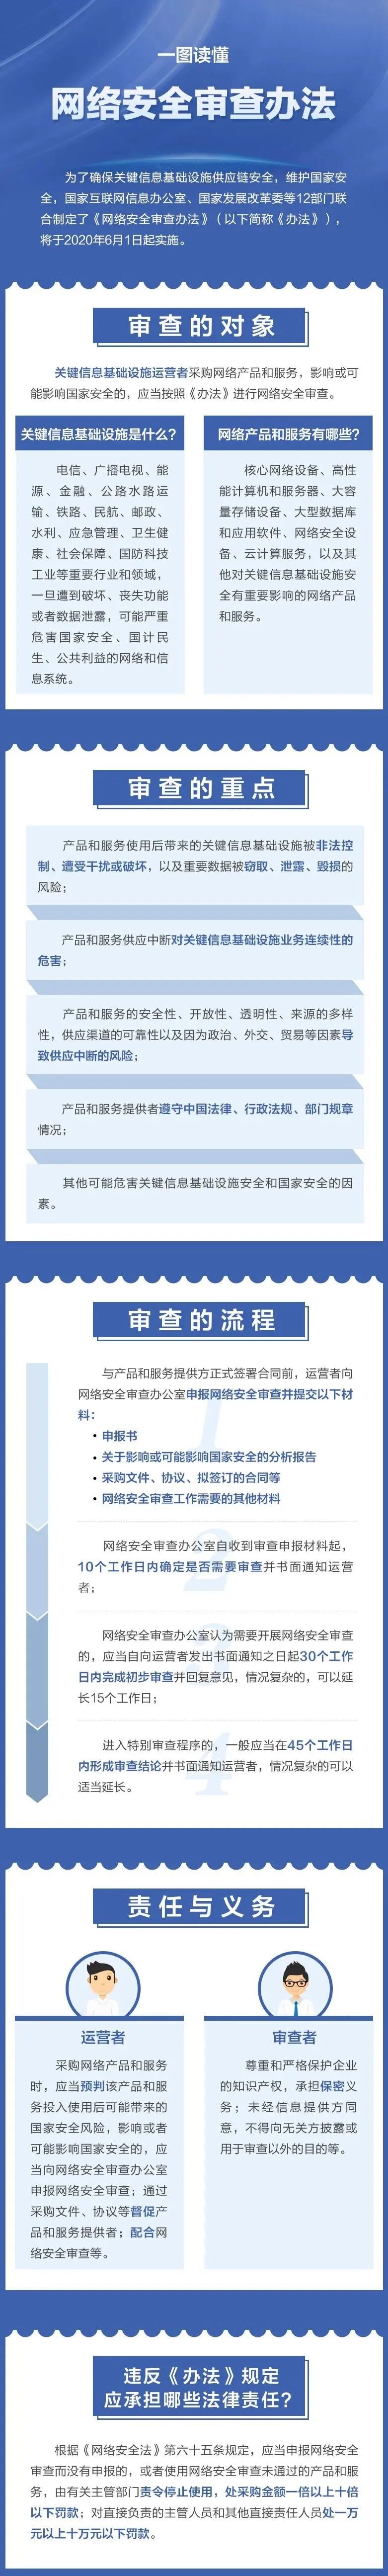 一图读懂
网络安全审查办法
为了确保关键信息基础设施供应链安全，维护国家安
全，国家互联网信息办公室、国家发展改革委等12部门联
合制定了《网络安全审查办法》（以下简称《办法》），
将于2020年6月1日起实施。
审查的对象
关键信息基础设施运营者采购网络产品和服务，影响或可
能影响国家安全的，应当按照《办法》进行网络安全审查。
关键信息基础设施是什么？
电信、广播电视、能
源、金融、公路水路运
输、铁路、民航、邮政、
水利、应急管理、卫生健
康、社会保障、国防科技
工业等重要行业和领域，
一旦遭到破坏、丧失功能
或者数据泄露，可能严重
危害国家安全、国计民
生、公共利益的网络和信
息系统。
网络产品和服务有哪些？
核心网络设备、高性
能计算机和服务器、大容
量存储设备、大型数据库
和应用软件、网络安全设
备、云计算服务，以及其
他对关键信息基础设施安
全有重要影响的网络产品
和服务。
审查的重点
产品和服务使用后带来的关键信息基础设施被非法控
制、遭受干扰或破坏，以及重要数据被窃取、泄露、毁损的
风险；
产品和服务供应中断对关键信息基础设施业务连续性的
危害；
产品和服务的安全性、开放性、透明性、来源的多样
性，供应渠道的可靠性以及因为政治、外交、贸易等因素导
致供应中断的风险；
产品和服务提供者遵守中国法律、行政法规、部门规章
情况；
其他可能危害关键信息基础设施安全和国家安全的因
素。
审查的流程
1
与产品和服务提供方正式签署合同前，运营者向
网络安全审查办公室申报网络安全审查并提交以下材
料：
• 申报书
• 关于影响或可能影响国家安全的分析报告
• 采购文件、协议、拟签订的合同等
• 网络安全审查工作需要的其他材料
2
网络安全审查办公室自收到审查申报材料起，
10个工作日内确定是否需要审查并书面通知运营
者；
3
网络安全审查办公室认为需要开展网络安全审查
的，应当自向运营者发出书面通知之日起30个工作
日内完成初步审查并回复意见，情况复杂的，可以延
长15个工作日；
4
进入特别审查程序的，一般应当在45个工作日
内形成审查结论并书面通知运营者，情况复杂的可以
适当延长。
责任与义务
运营者
采购网络产品和服务
时，应当预判该产品和服
务投入使用后可能带来的
国家安全风险，影响或者
可能影响国家安全的，应
当向网络安全审查办公室
申报网络安全审查；通过
采购文件、协议等督促产
品和服务提供者；配合网
络安全审查等。
审查者
尊重和严格保护企业
的知识产权，承担保密义
务；未经信息提供方同
意，不得向无关方披露或
用于审查以外的目的等。
违反《办法》规定
应承担哪些法律责任？
根据《网络安全法》第六十五条规定，应当申报网络安全
审查而没有申报的，或者使用网络安全审查未通过的产品和服
务，由有关主管部门责令停止使用，处采购金额一倍以上十倍
以下罚款；对直接负责的主管人员和其他直接责任人员处一万
元以上十万元以下罚款。